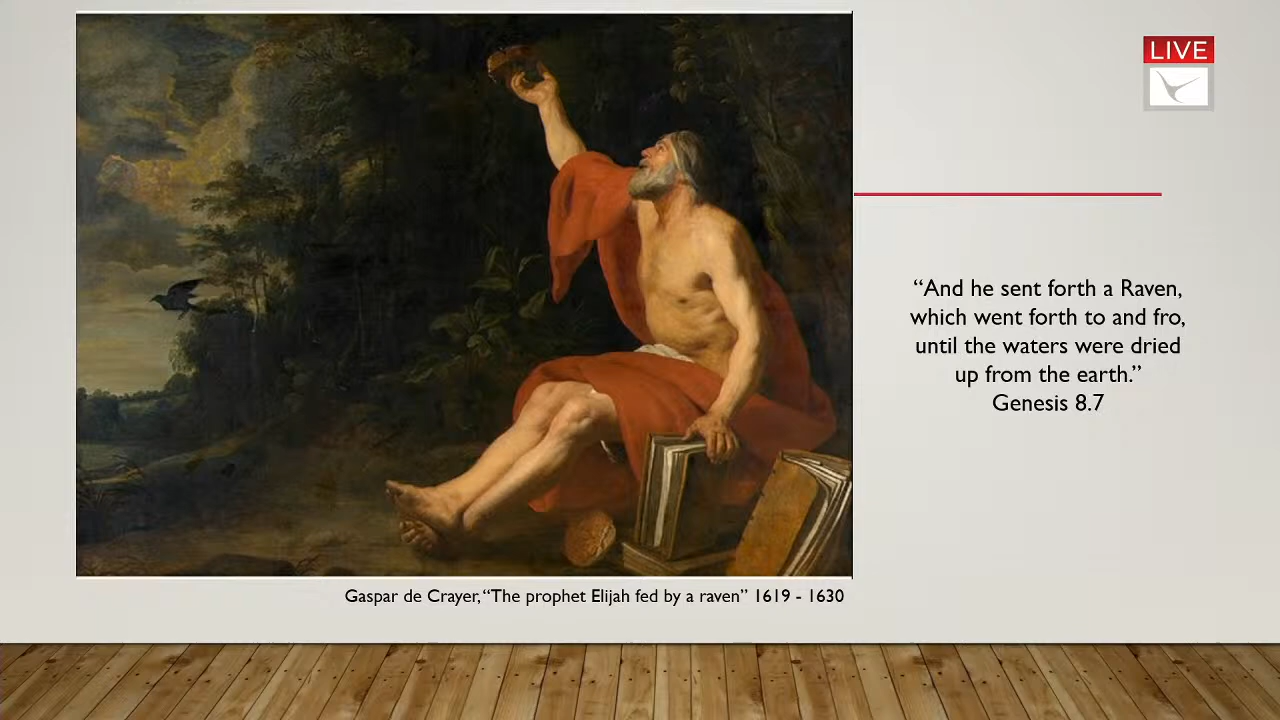 LIVE
“And he sent forth a Raven,
which went forth to and fro,
until the waters were dried
up from the earth.”
Genesis 8.7
Gaspar de Crayer, “The prophet Elijah fed by a raven” 1619 - 1630